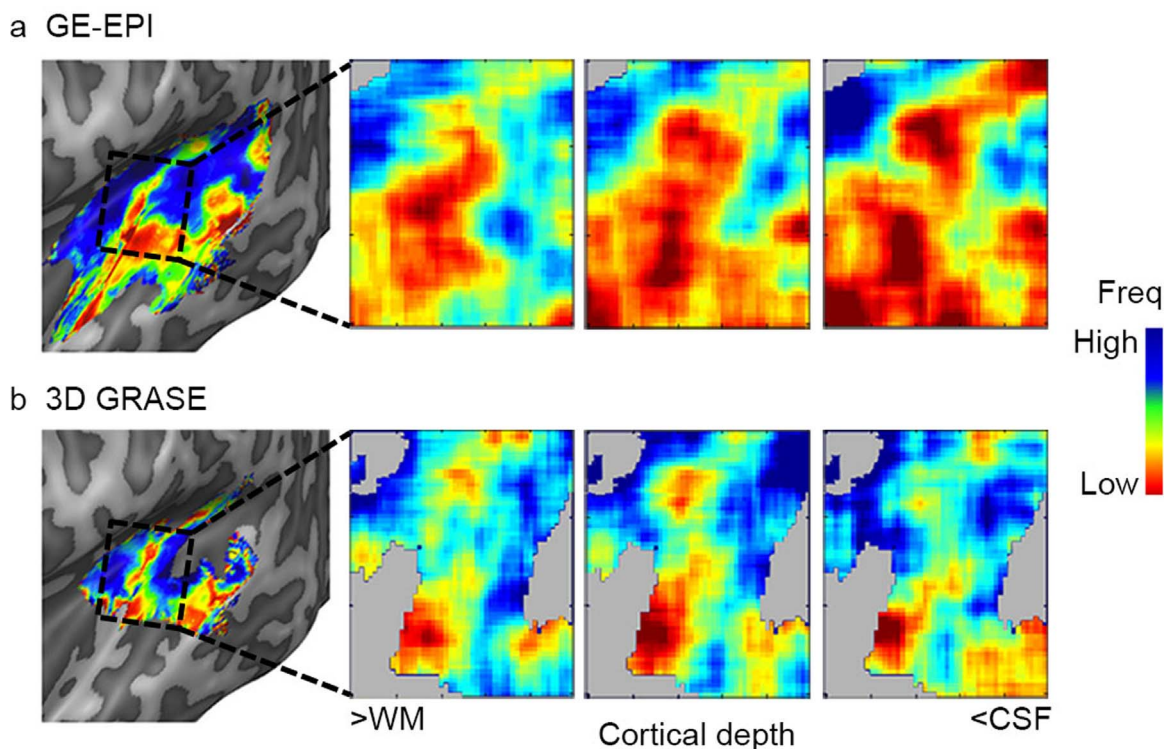 a GE-EPI
Freq
High
Low
b 3D GRASE
>WM
Cortical depth
<CSF